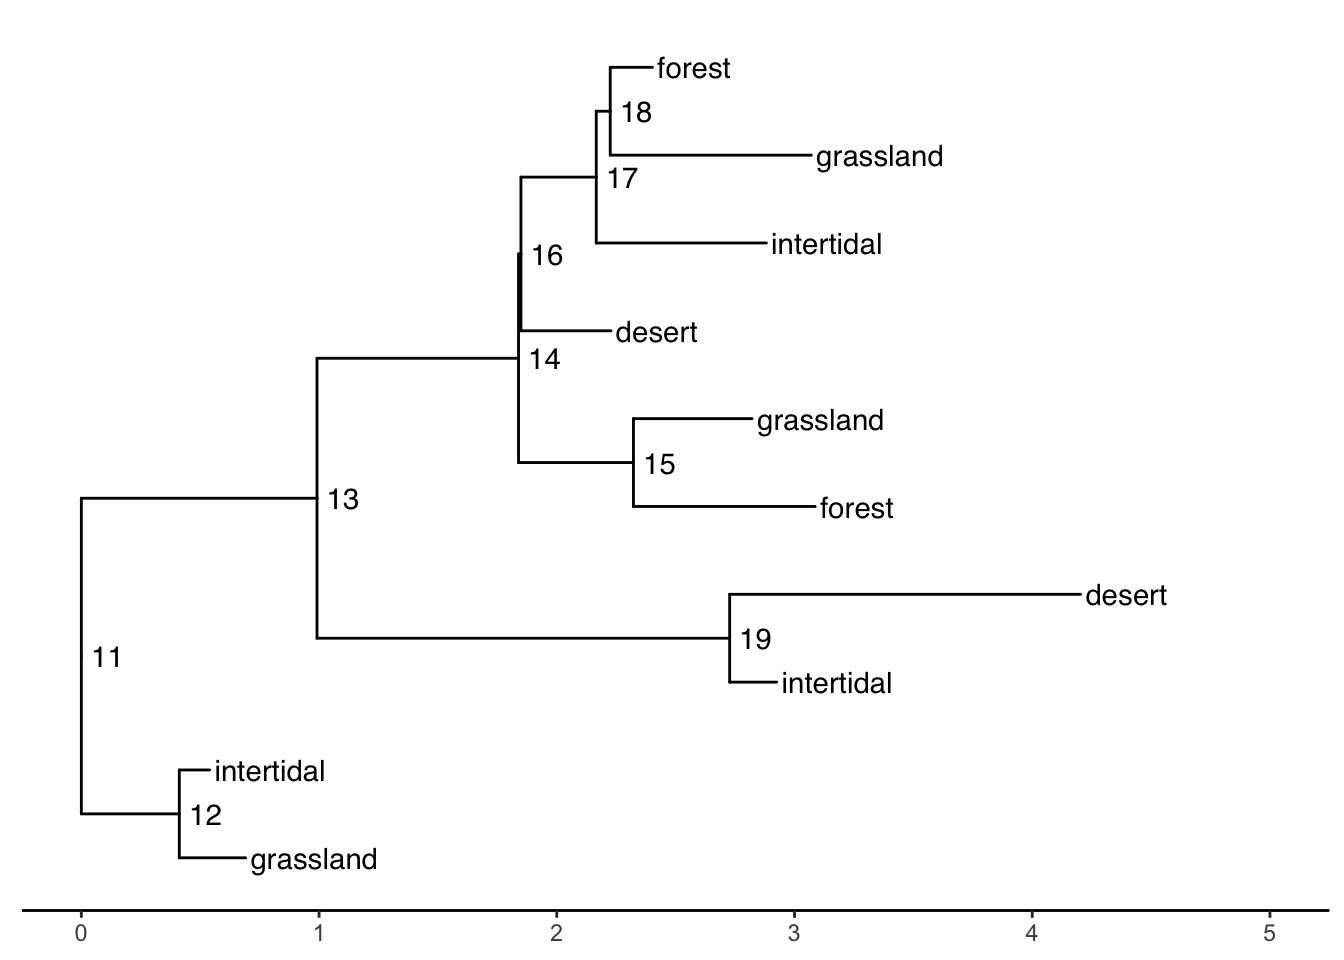 forest
18
grassland
17
intertidal
16
desert
14
grassland
15
forest
13
desert
19
intertidal
11
intertidal
12
grassland
0 1 2 3 4 5